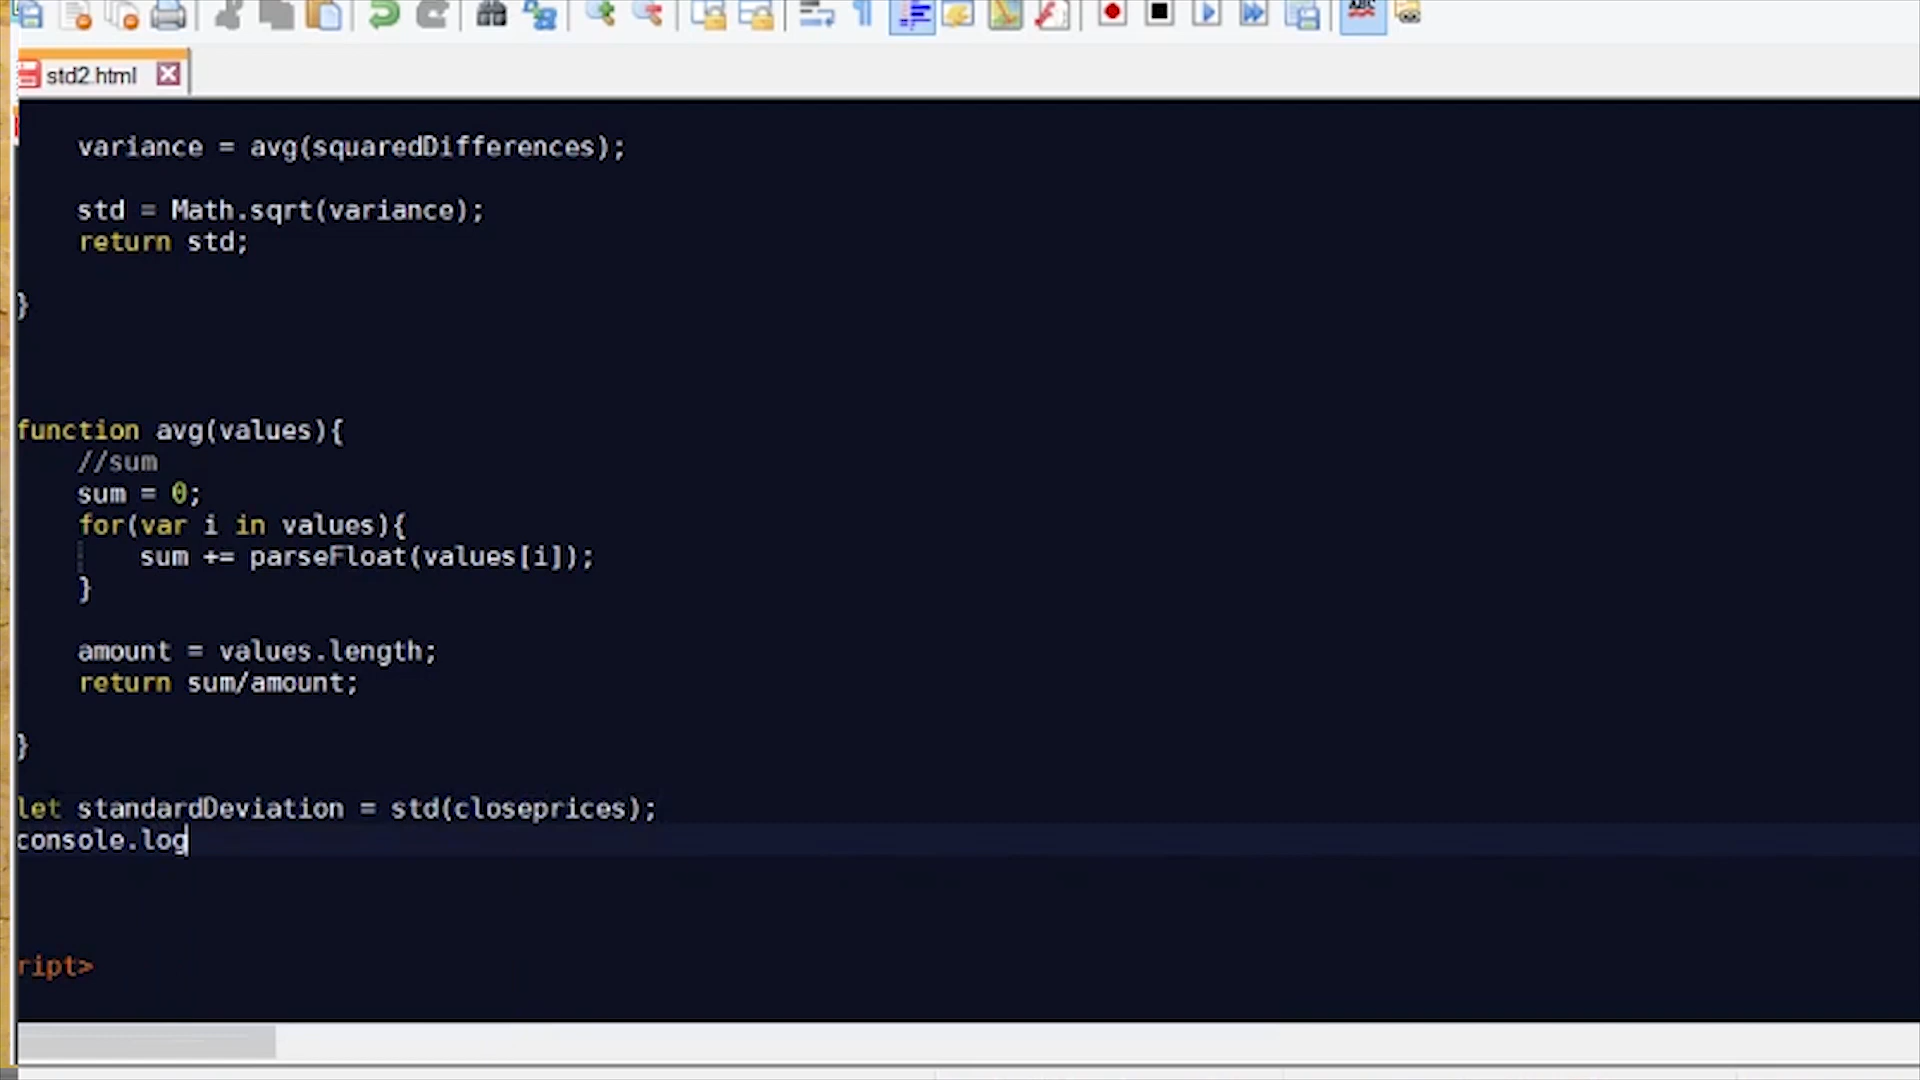 ABC
std2.html
variance = avg(squaredDifferences);
std = Math.sqrt(variance);
return std;
}
function avg(values){
//sum
sum = 0;
for(var i in values){
sum += parseFloat(values[i]);
}
amount = values.length;
return sum/amount;
}
let standardDeviation = std(closeprices);
console.log
ript>